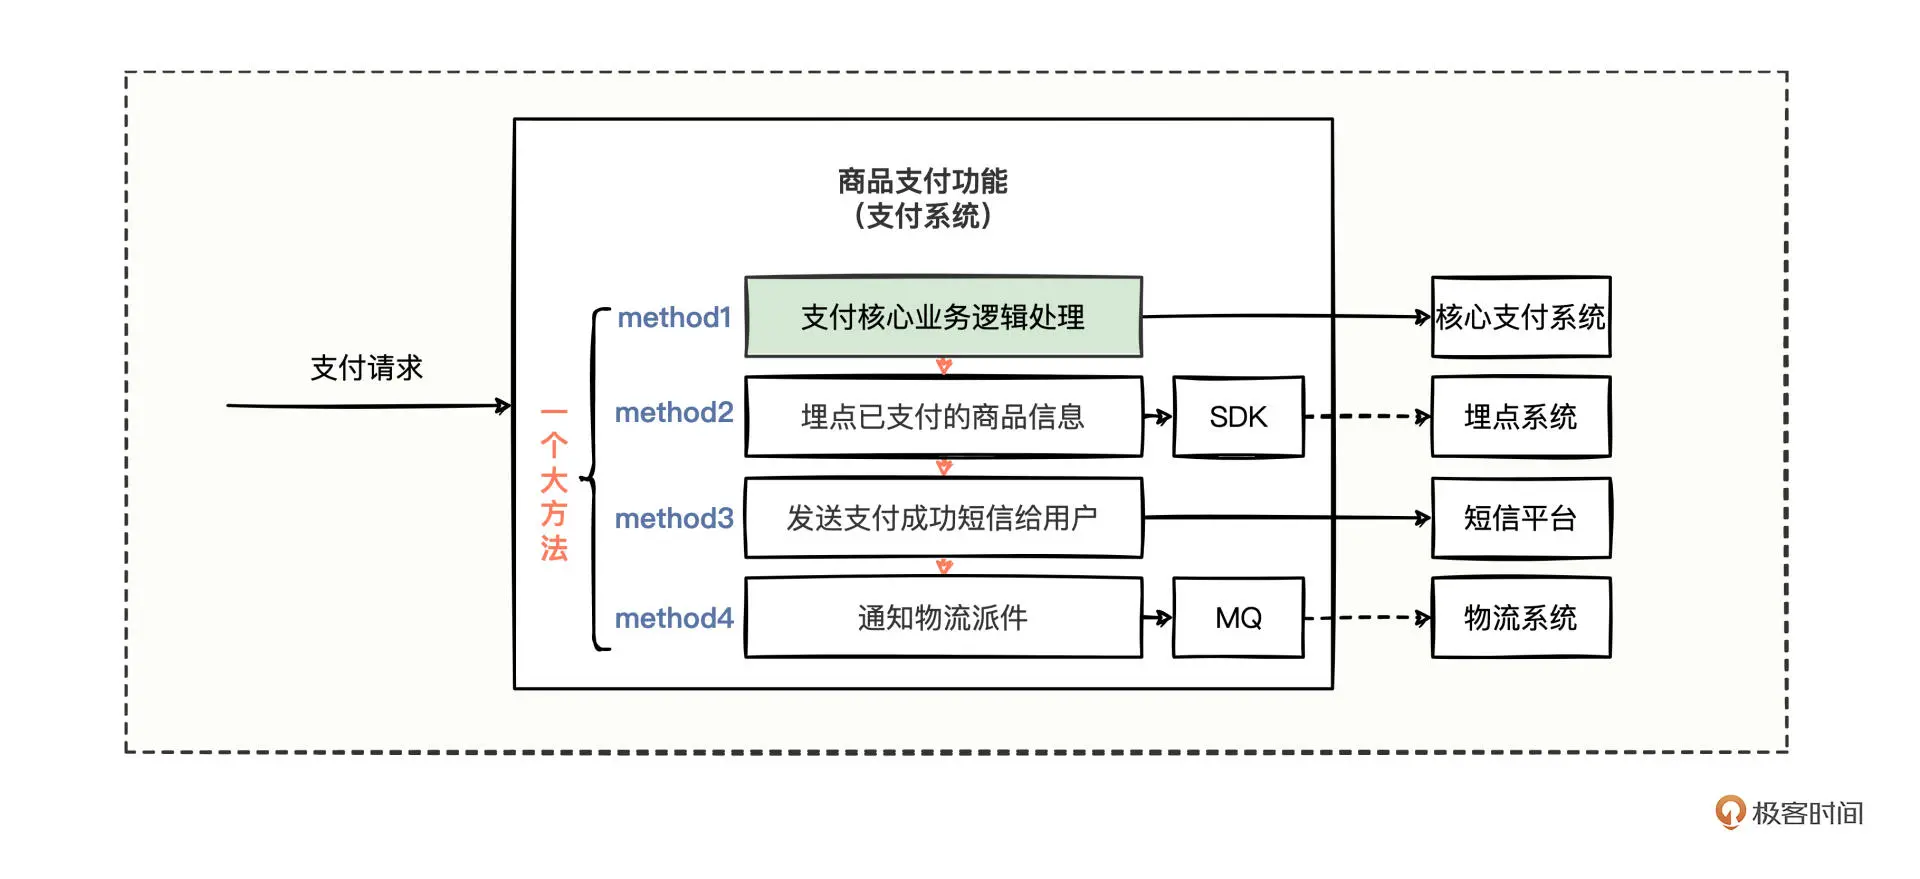 商品支付功能
（支付系统）
支付请求
一个大方法
method1
支付核心业务逻辑处理
核心支付系统
method2
埋点已支付的商品信息
SDK
埋点系统
method3
发送支付成功短信给用户
短信平台
method4
通知物流派件
MQ
物流系统
极客时间